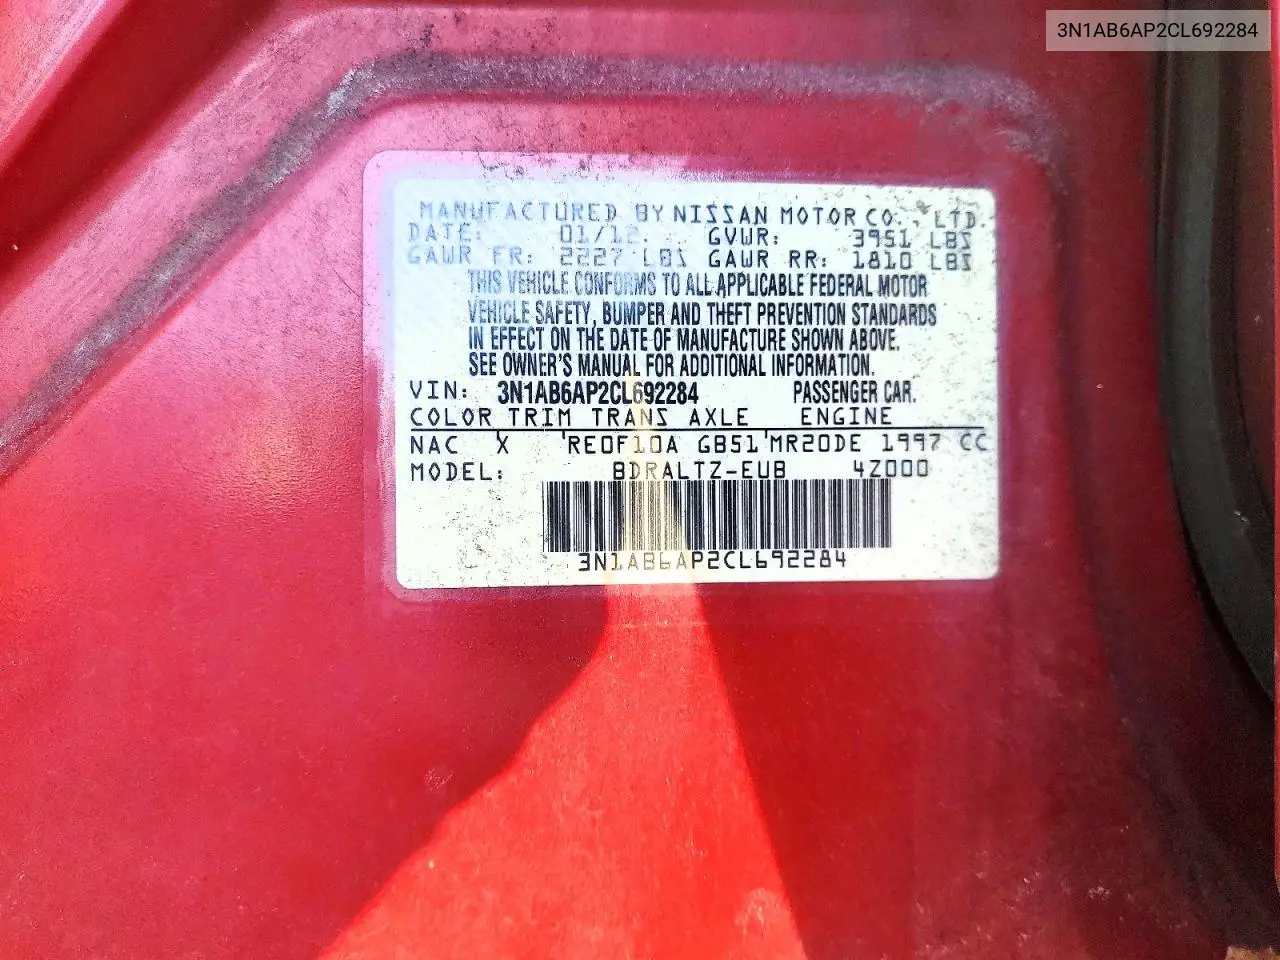 3N1AB6AP2CL692284
MANUFACTURED BY NISSAN MOTOR CO., LTD.
DATE: 01/12 GVWR: 3951 LBS
GAWR FR: 2227 LBS GAWR RR: 1810 LBS
THIS VEHICLE CONFORMS TO ALL APPLICABLE FEDERAL MOTOR
VEHICLE SAFETY, BUMPER AND THEFT PREVENTION STANDARDS
IN EFFECT ON THE DATE OF MANUFACTURE SHOWN ABOVE.
SEE OWNER'S MANUAL FOR ADDITIONAL INFORMATION.
VIN: 3N1AB6AP2CL692284 PASSENGER CAR.
COLOR TRIM TRANS AXLE ENGINE
NAC X RE0F10A GB51 MR20DE 1997 CC
MODEL: BDRALTZ-EUB 4Z000
3N1AB6AP2CL692284